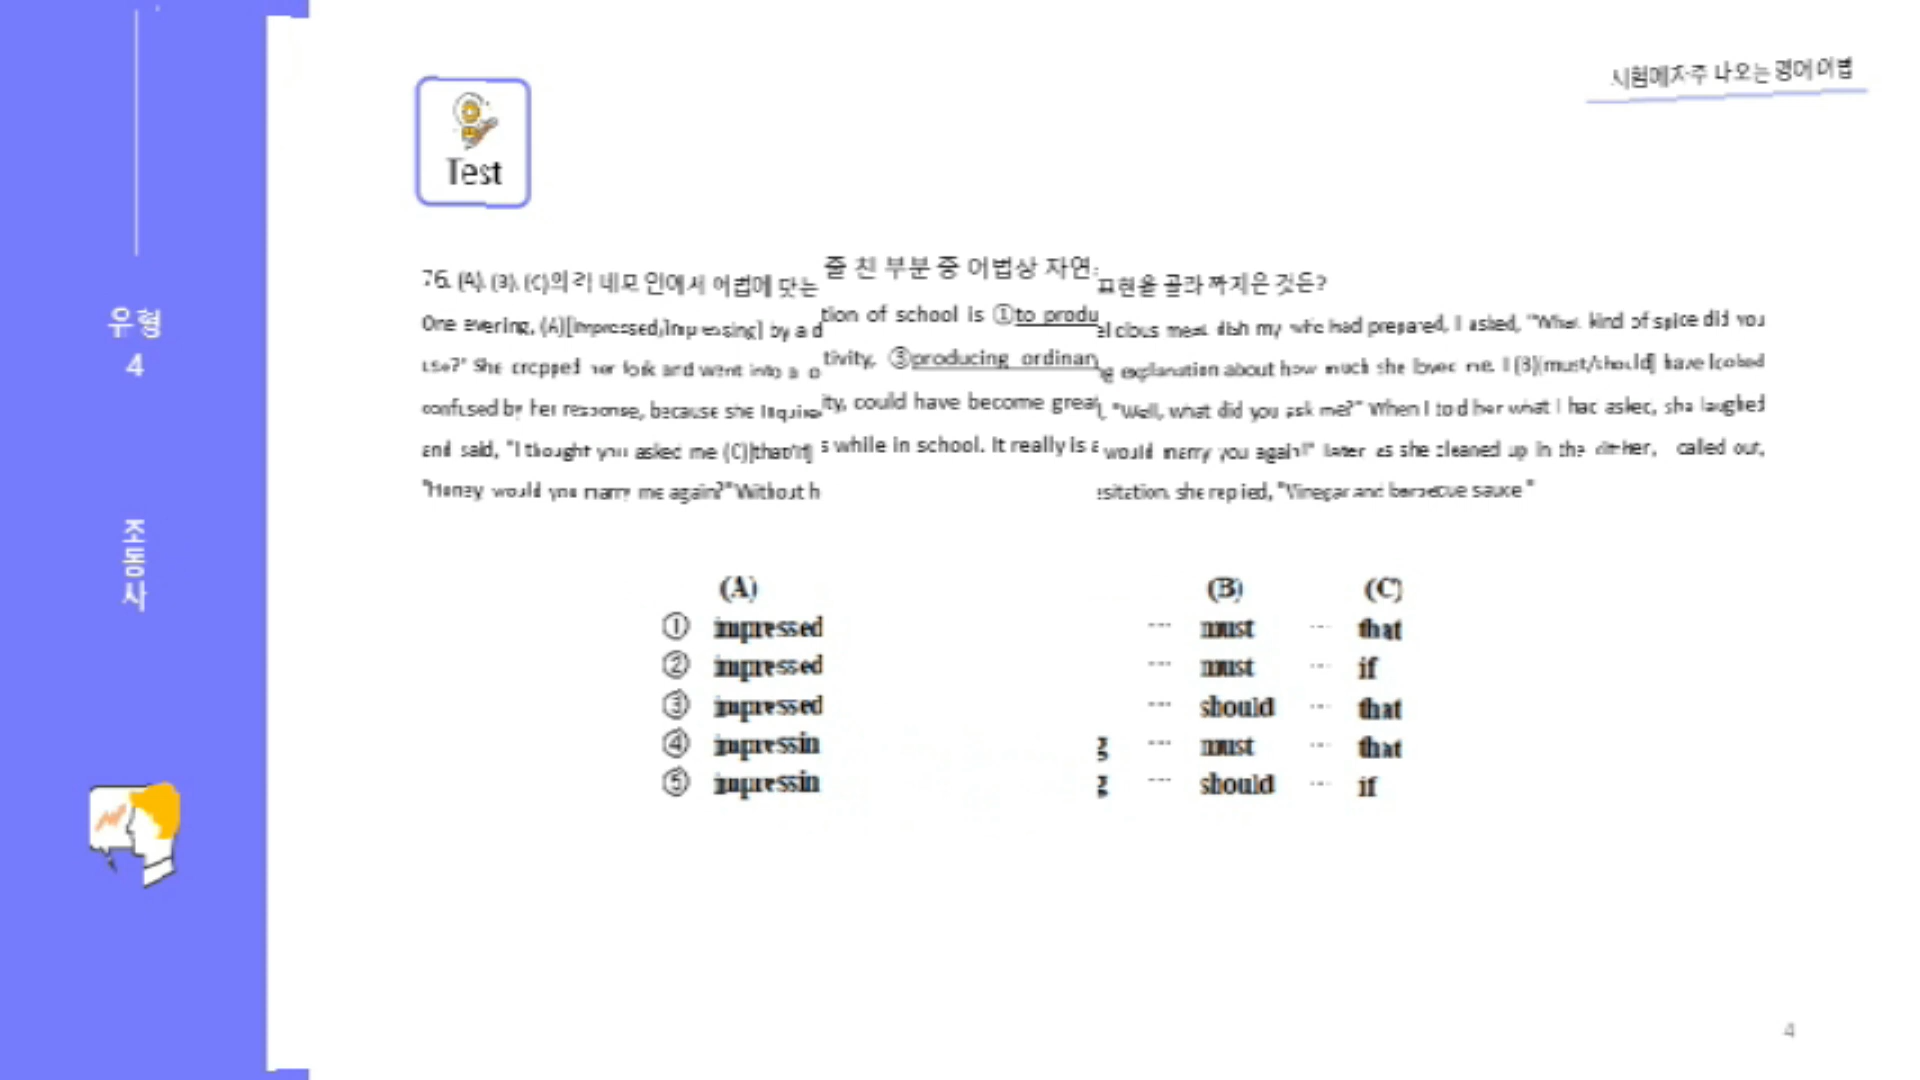 시험에자주 나오는 영어 어법
Test
유형
4
조동사
76. (A), (B), (C)의 각 네모 안에서 어법에 맞는 줄 친 부분 중 어법상 자연 표현을 골라 짝지은 것은?
One evening, (A)[impressed/impressing] by a d tion of school is ①to produ el cious meat dish my wife had prepared, I asked, "What kind of spice did you
use?" She dropped her fork and went into a o tivity. ③producing ordinar g explanation about how much she loved me. I (B)[must/should] have looked
confused by her response, because she inquire ity, could have become great "Well, what did you ask me?" When I told her what I had asked, she laughed
and said, "I thought you asked me (C)[that/if] s while in school. It really is would marry you again!" Later as she cleaned up in the kitchen, called out,
"Honey would you marry me again?" Without h esitation, she replied, "Vinegar and barbecue sauce"
(A) (B) (C)
① impressed ··· must ··· that
② impressed ··· must ··· if
③ impressed ··· should ··· that
④ impressin g ··· must ··· that
⑤ impressin g ··· should ··· if
4